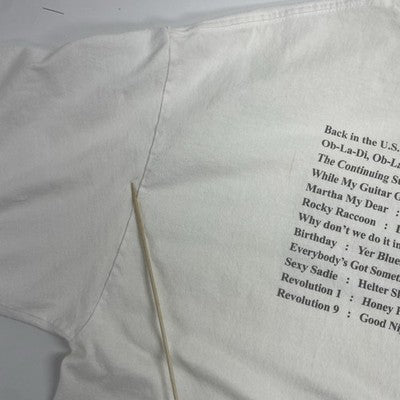 Back in the U.S.
Ob-La-Di, Ob-L
The Continuing
While My Guitar
Martha My Dear :
Rocky Raccoon :
Why don't we do it in
Birthday : Yer Blue
Everybody's Got Somet
Sexy Sadie : Helter S
Revolution 1 : Honey
Revolution 9 : Good Ni